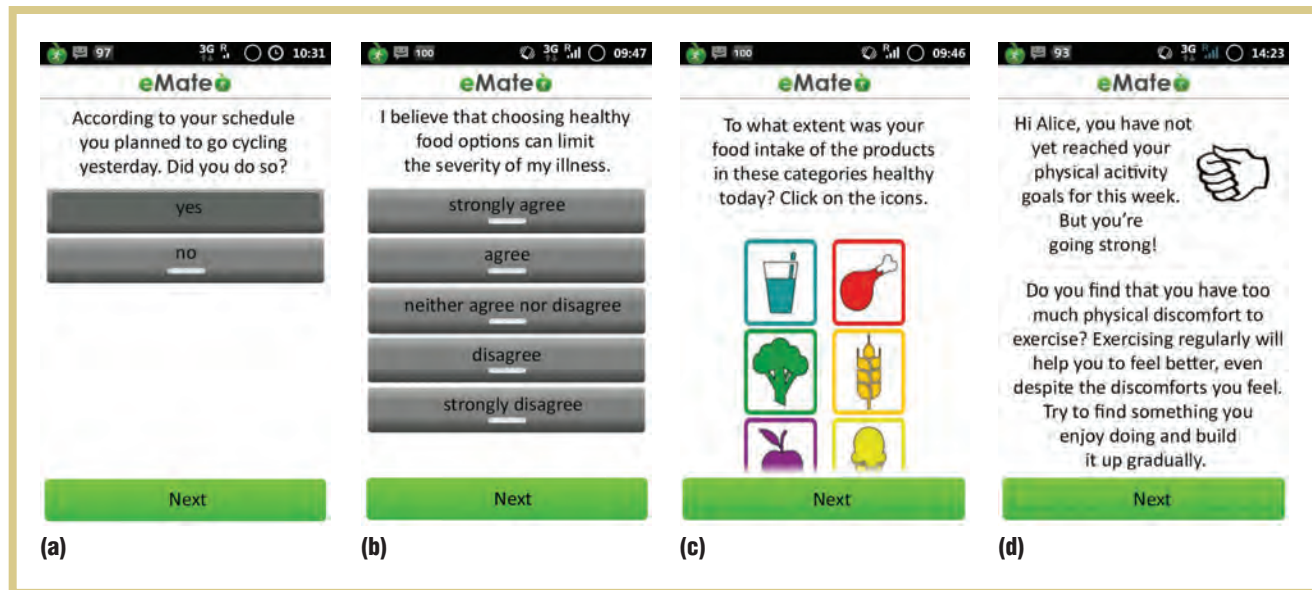 97 3G R 10:31
eMate
According to your schedule
you planned to go cycling
yesterday. Did you do so?
yes
no
Next
(a)
100 3G R 09:47
eMate
I believe that choosing healthy
food options can limit
the severity of my illness.
strongly agree
agree
neither agree nor disagree
disagree
strongly disagree
Next
(b)
100 R 09:46
eMate
To what extent was your
food intake of the products
in these categories healthy
today? Click on the icons.
Next
(c)
93 3G R 14:23
eMate
Hi Alice, you have not
yet reached your
physical acitivity
goals for this week.
But you're
going strong!
Do you find that you have too
much physical discomfort to
exercise? Exercising regularly will
help you to feel better, even
despite the discomforts you feel.
Try to find something you
enjoy doing and build
it up gradually.
Next
(d)